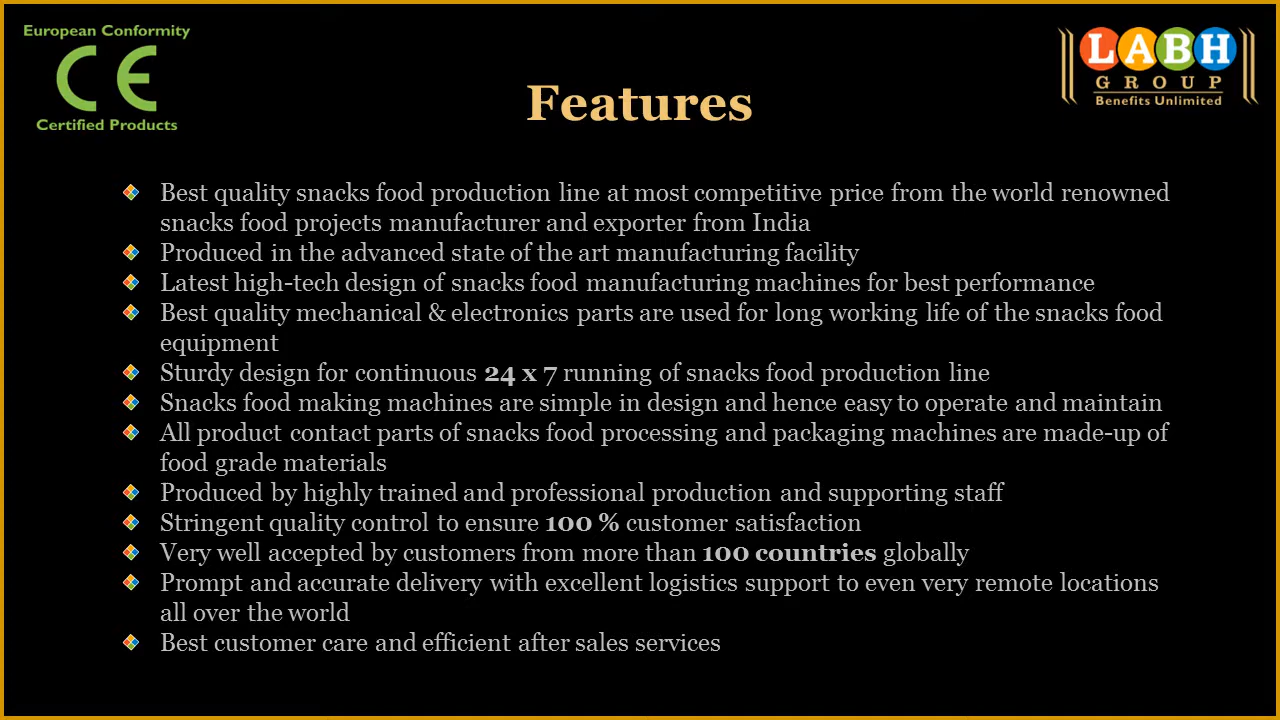 European Conformity
CE
Certified Products
LABH
GROUP
Benefits Unlimited
Features
Best quality snacks food production line at most competitive price from the world renowned
snacks food projects manufacturer and exporter from India
Produced in the advanced state of the art manufacturing facility
Latest high-tech design of snacks food manufacturing machines for best performance
Best quality mechanical & electronics parts are used for long working life of the snacks food
equipment
Sturdy design for continuous 24 x 7 running of snacks food production line
Snacks food making machines are simple in design and hence easy to operate and maintain
All product contact parts of snacks food processing and packaging machines are made-up of
food grade materials
Produced by highly trained and professional production and supporting staff
Stringent quality control to ensure 100 % customer satisfaction
Very well accepted by customers from more than 100 countries globally
Prompt and accurate delivery with excellent logistics support to even very remote locations
all over the world
Best customer care and efficient after sales services